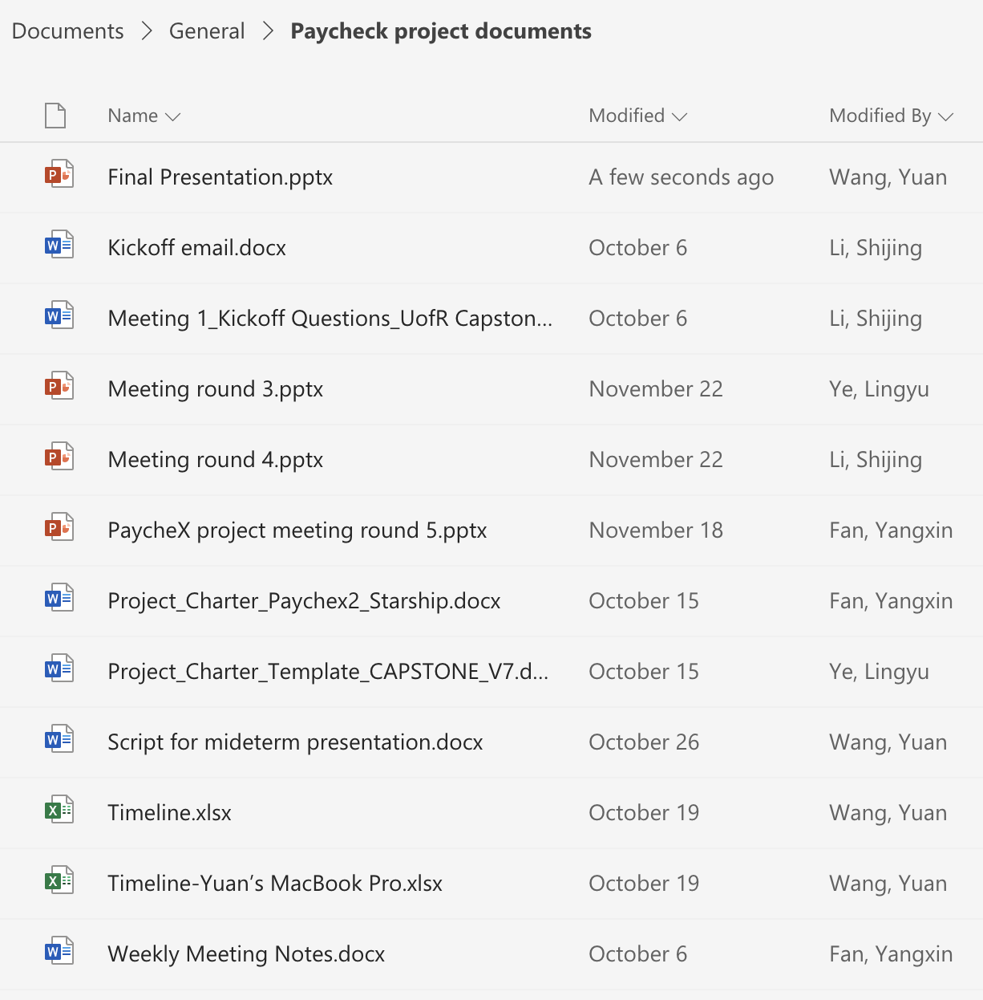 Documents > General > Paycheck project documents
Name Modified Modified By
Final Presentation.pptx A few seconds ago Wang, Yuan
Kickoff email.docx October 6 Li, Shijing
Meeting 1_Kickoff Questions_UofR Capston... October 6 Li, Shijing
Meeting round 3.pptx November 22 Ye, Lingyu
Meeting round 4.pptx November 22 Li, Shijing
PaycheX project meeting round 5.pptx November 18 Fan, Yangxin
Project_Charter_Paychex2_Starship.docx October 15 Fan, Yangxin
Project_Charter_Template_CAPSTONE_V7.d... October 15 Ye, Lingyu
Script for mideterm presentation.docx October 26 Wang, Yuan
Timeline.xlsx October 19 Wang, Yuan
Timeline-Yuan’s MacBook Pro.xlsx October 19 Wang, Yuan
Weekly Meeting Notes.docx October 6 Fan, Yangxin